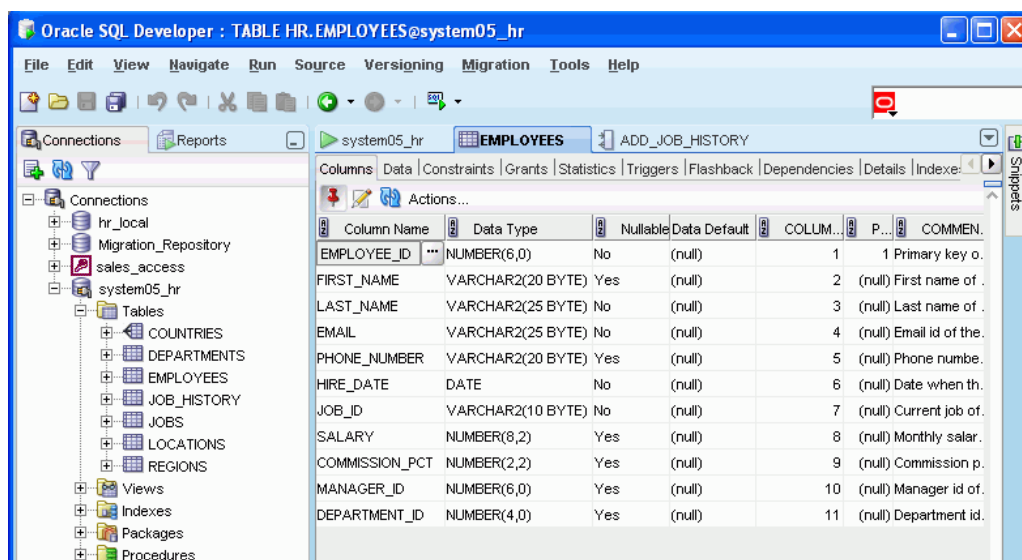 Oracle SQL Developer : TABLE HR.EMPLOYEES@system05_hr
File Edit View Navigate Run Source Versioning Migration Tools Help
Connections Reports
system05_hr EMPLOYEES ADD_JOB_HISTORY
Columns Data Constraints Grants Statistics Triggers Flashback Dependencies Details Indexe
Actions...
Snippets
Connections
hr_local
Migration_Repository
sales_access
system05_hr
Tables
COUNTRIES
DEPARTMENTS
EMPLOYEES
JOB_HISTORY
JOBS
LOCATIONS
REGIONS
Views
Indexes
Packages
Procedures
Column Name Data Type Nullable Data Default COLUM... P... COMMEN.
EMPLOYEE_ID ... NUMBER(6,0) No (null) 1 1 Primary key o.
FIRST_NAME VARCHAR2(20 BYTE) Yes (null) 2 (null) First name of .
LAST_NAME VARCHAR2(25 BYTE) No (null) 3 (null) Last name of .
EMAIL VARCHAR2(25 BYTE) No (null) 4 (null) Email id of the.
PHONE_NUMBER VARCHAR2(20 BYTE) Yes (null) 5 (null) Phone numbe.
HIRE_DATE DATE No (null) 6 (null) Date when th.
JOB_ID VARCHAR2(10 BYTE) No (null) 7 (null) Current job of.
SALARY NUMBER(8,2) Yes (null) 8 (null) Monthly salar.
COMMISSION_PCT NUMBER(2,2) Yes (null) 9 (null) Commission p.
MANAGER_ID NUMBER(6,0) Yes (null) 10 (null) Manager id of.
DEPARTMENT_ID NUMBER(4,0) Yes (null) 11 (null) Department id.